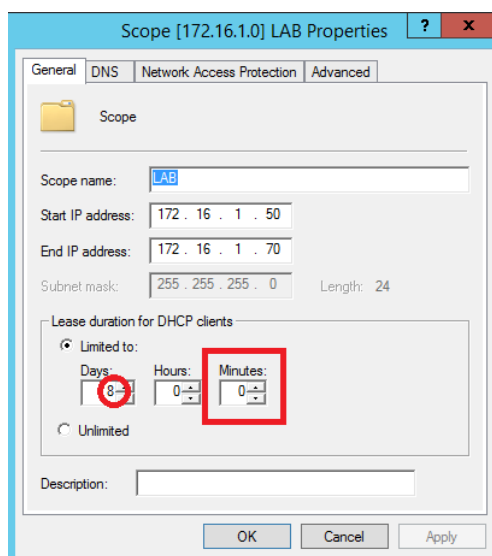 Scope [172.16.1.0] LAB Properties ? x
General DNS Network Access Protection Advanced
Scope
Scope name: LAB
Start IP address: 172 . 16 . 1 . 50
End IP address: 172 . 16 . 1 . 70
Subnet mask: 255 . 255 . 255 . 0 Length: 24
Lease duration for DHCP clients
Limited to:
Days: Hours: Minutes:
8 0 0
Unlimited
Description:
OK Cancel Apply